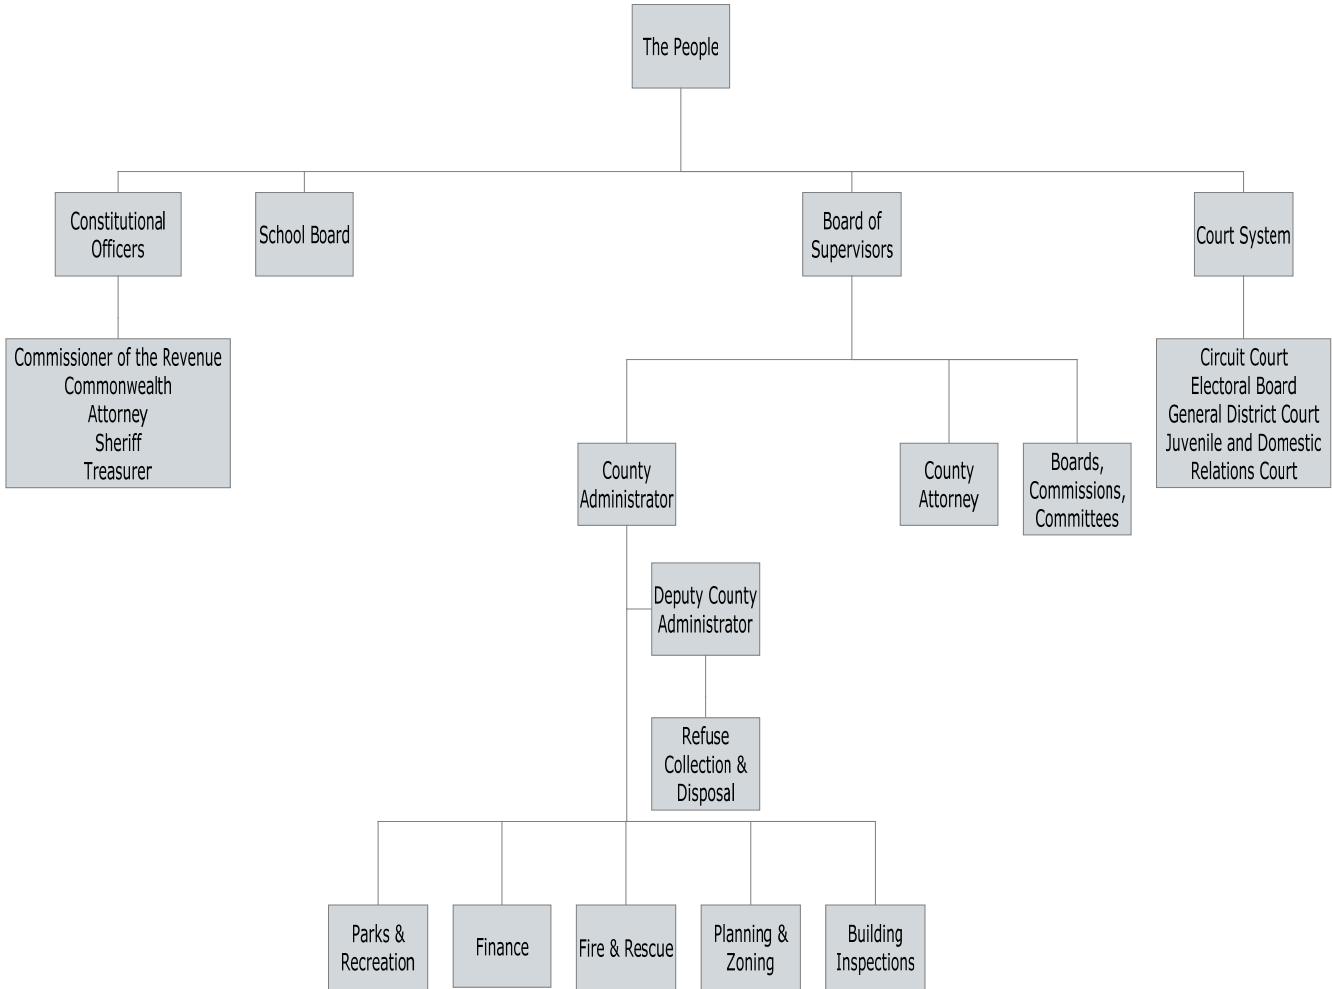 The People
Constitutional
Officers
School Board
Board of
Supervisors
Court System
Commissioner of the Revenue
Commonwealth
Attorney
Sheriff
Treasurer
Circuit Court
Electoral Board
General District Court
Juvenile and Domestic
Relations Court
County
Administrator
County
Attorney
Boards,
Commissions,
Committees
Deputy County
Administrator
Refuse
Collection &
Disposal
Parks &
Recreation
Finance
Fire & Rescue
Planning &
Zoning
Building
Inspections